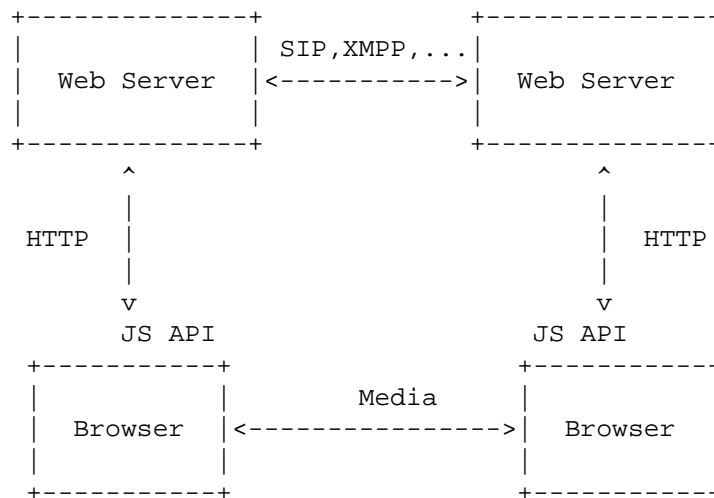 SIP,XMPP,...
Web Server Web Server
HTTP HTTP
JS API JS API
Media
Browser Browser